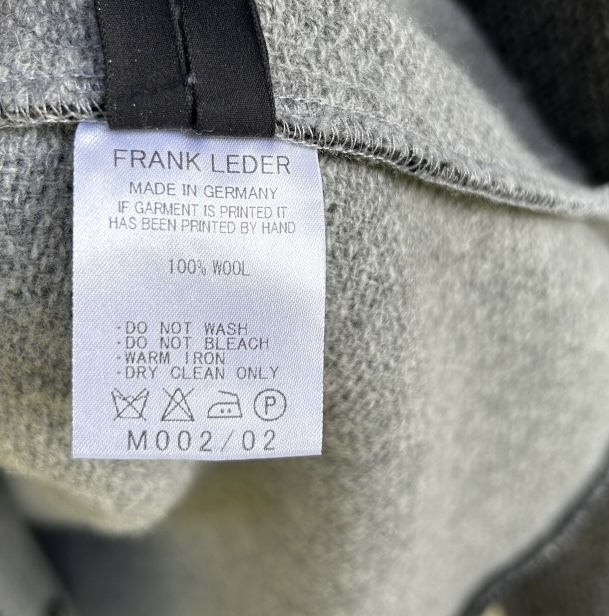 FRANK LEDER
MADE IN GERMANY
IF GARMENT IS PRINTED IT
HAS BEEN PRINTED BY HAND
100% WOOL
·DO NOT WASH
·DO NOT BLEACH
·WARM IRON
·DRY CLEAN ONLY
P
M002/02